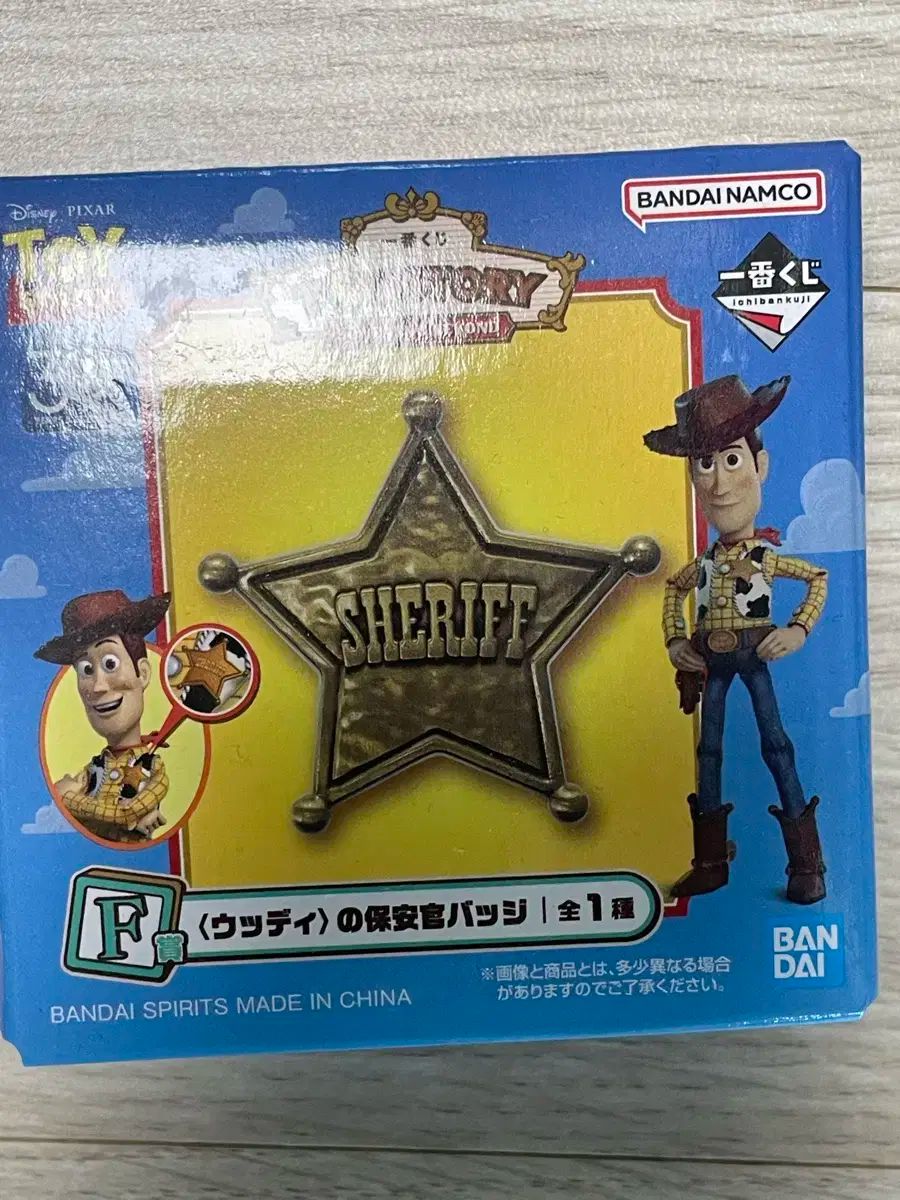 Disney PIXAR
TOY
BANDAI NAMCO
一番くじ
STORY
一番くじ
ichibankuji
SHERIFF
F賞
〈ウッディ〉の保安官バッジ | 全1種
※画像と商品とは、多少異なる場合
がありますのでご了承ください。
BANDAI SPIRITS MADE IN CHINA
BAN
DAI